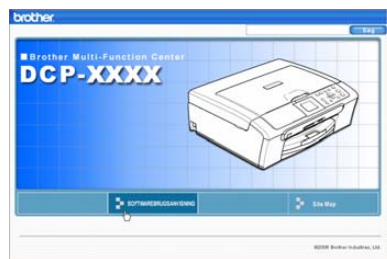 brother
Søg
Brother Multi-Function Center
DCP-XXXX
SOFTWAREBRUGSANVISNING
Site Map
©2006 Brother Industries, Ltd.